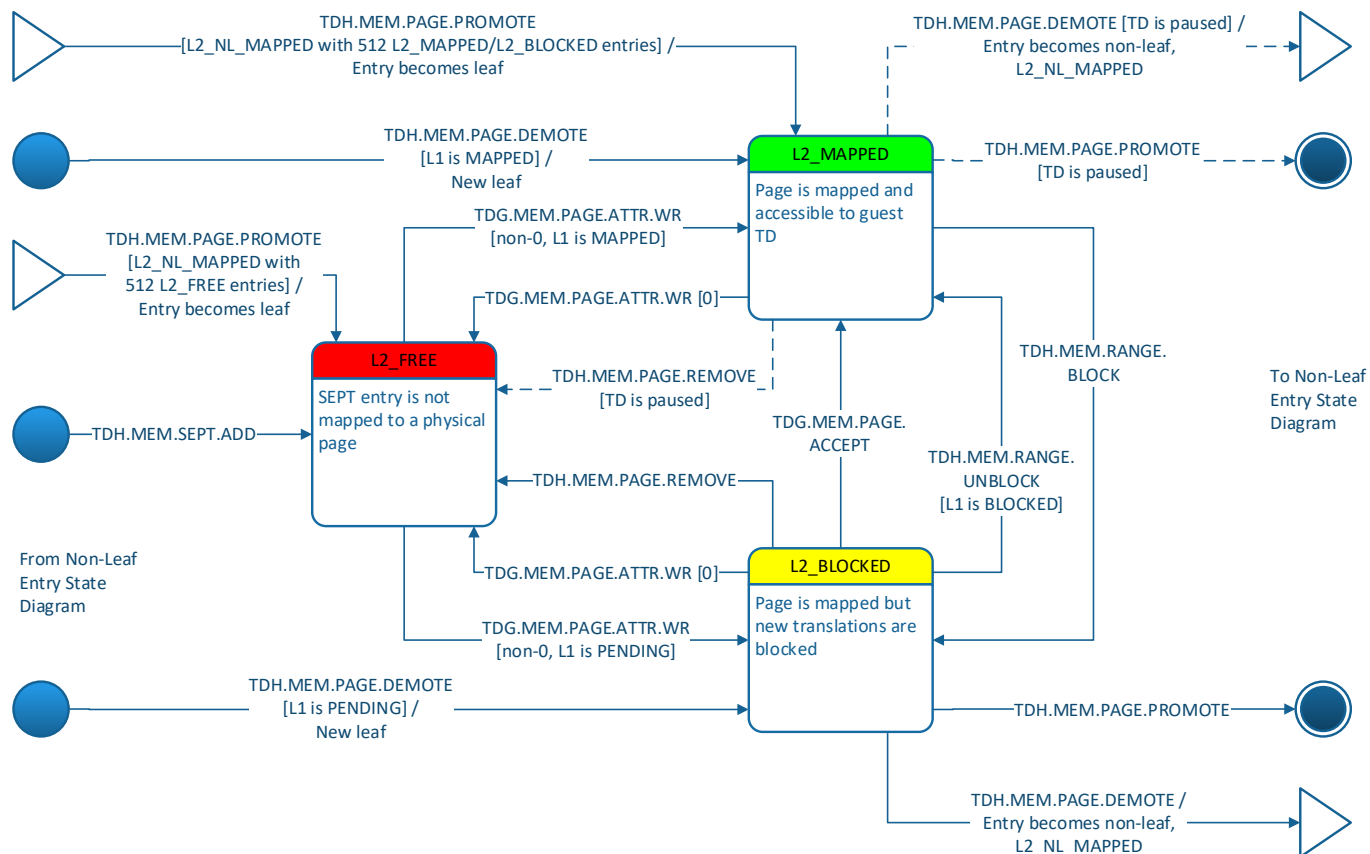 TDH.MEM.PAGE.PROMOTE
[L2_NL_MAPPED with 512 L2_MAPPED/L2_BLOCKED entries] /
Entry becomes leaf
TDH.MEM.PAGE.DEMOTE [TD is paused] /
Entry becomes non-leaf,
L2_NL_MAPPED
TDH.MEM.PAGE.DEMOTE
[L1 is MAPPED] /
New leaf
L2_MAPPED
Page is mapped and
accessible to guest
TD
TDH.MEM.PAGE.PROMOTE
[TD is paused]
TDG.MEM.PAGE.ATTR.WR
[non-0, L1 is MAPPED]
TDH.MEM.PAGE.PROMOTE
[L2_NL_MAPPED with
512 L2_FREE entries] /
Entry becomes leaf
TDG.MEM.PAGE.ATTR.WR [0]
L2_FREE
SEPT entry is not
mapped to a physical
page
TDH.MEM.PAGE.REMOVE
[TD is paused]
TDH.MEM.RANGE.
BLOCK
To Non-Leaf
Entry State
Diagram
TDH.MEM.SEPT.ADD
TDG.MEM.PAGE.
ACCEPT
TDH.MEM.RANGE.
UNBLOCK
[L1 is BLOCKED]
TDH.MEM.PAGE.REMOVE
From Non-Leaf
Entry State
Diagram
TDG.MEM.PAGE.ATTR.WR [0]
L2_BLOCKED
Page is mapped but
new translations are
blocked
TDG.MEM.PAGE.ATTR.WR
[non-0, L1 is PENDING]
TDH.MEM.PAGE.DEMOTE
[L1 is PENDING] /
New leaf
TDH.MEM.PAGE.PROMOTE
TDH.MEM.PAGE.DEMOTE /
Entry becomes non-leaf,
L2_NL_MAPPED